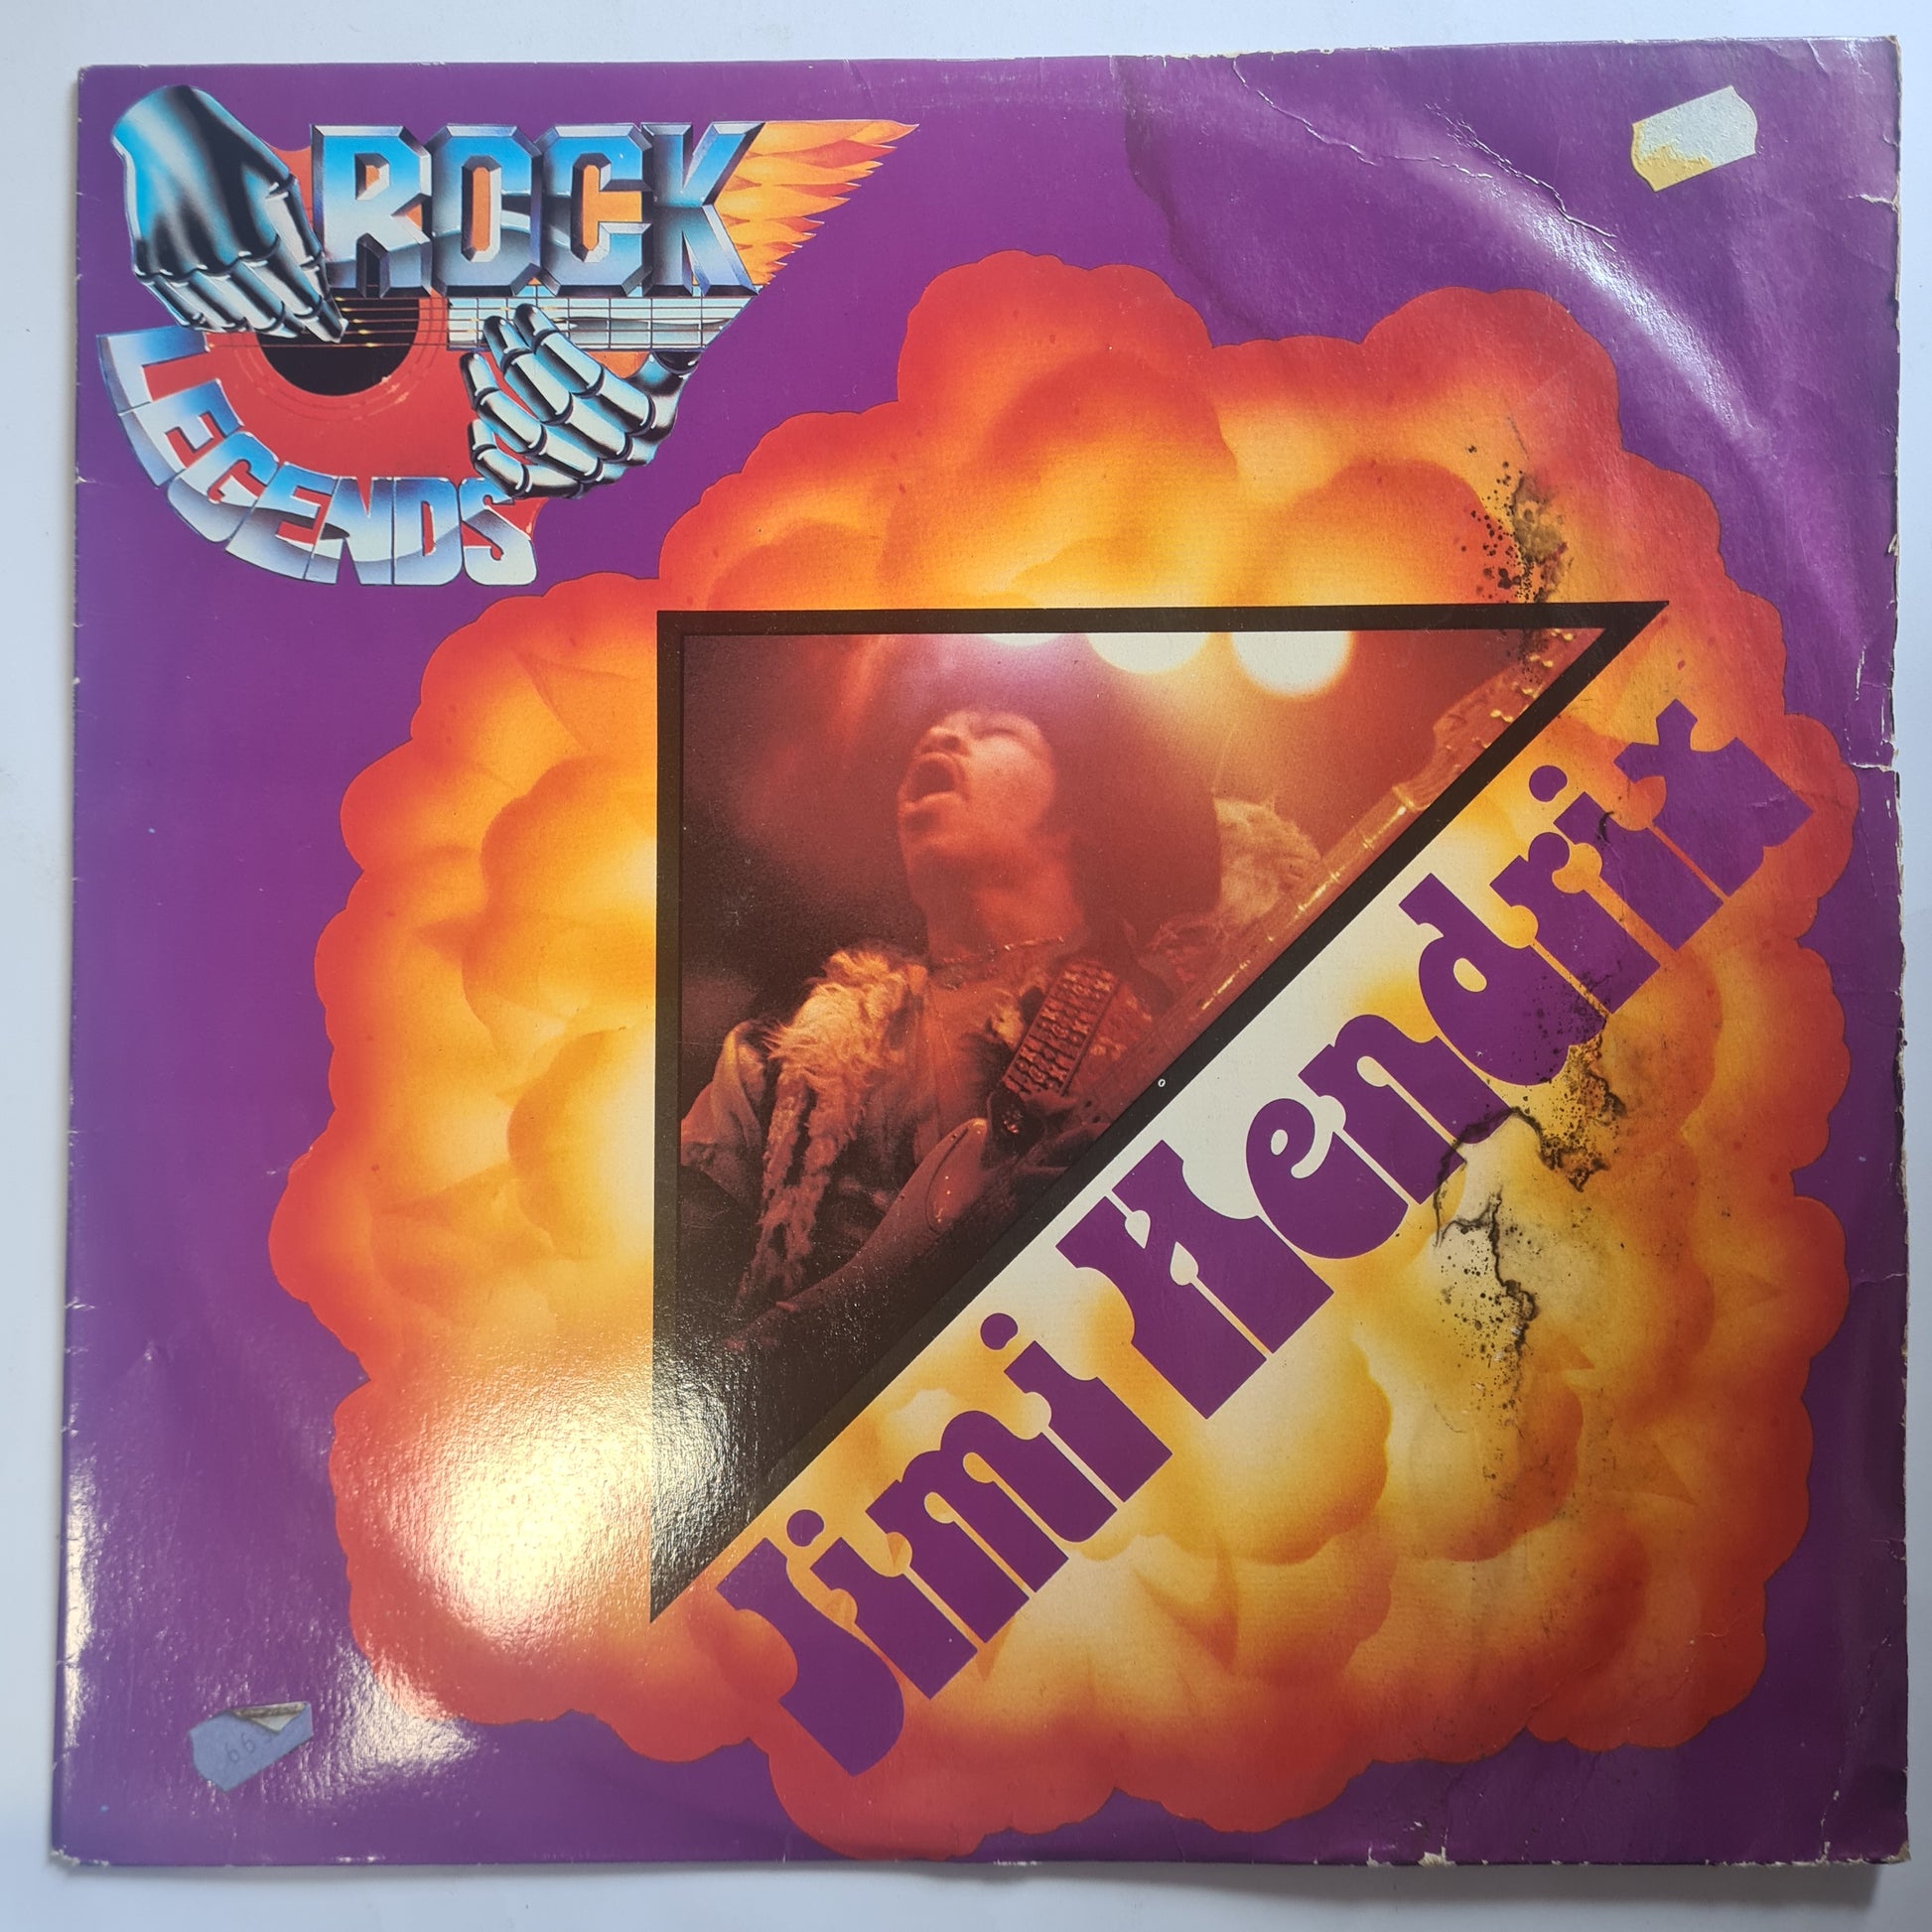 ROCK
LEGENDS
Jimi Hendrix